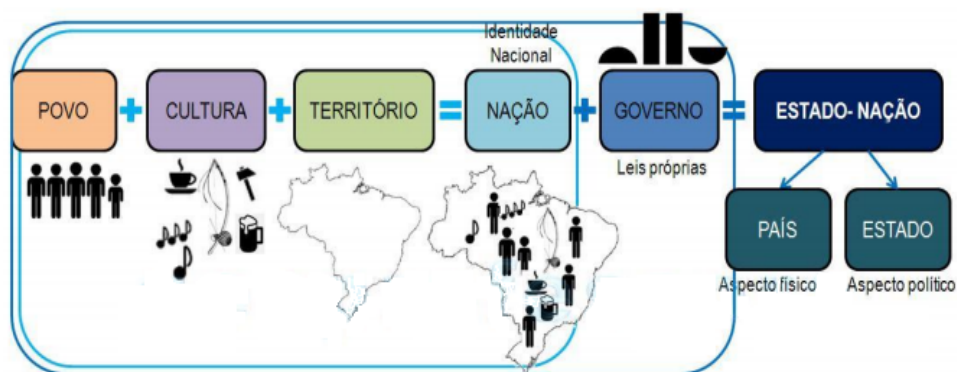 Identidade
Nacional
POVO + CULTURA + TERRITÓRIO = NAÇÃO + GOVERNO = ESTADO- NAÇÃO
Leis próprias
PAÍS ESTADO
Aspecto físico Aspecto político